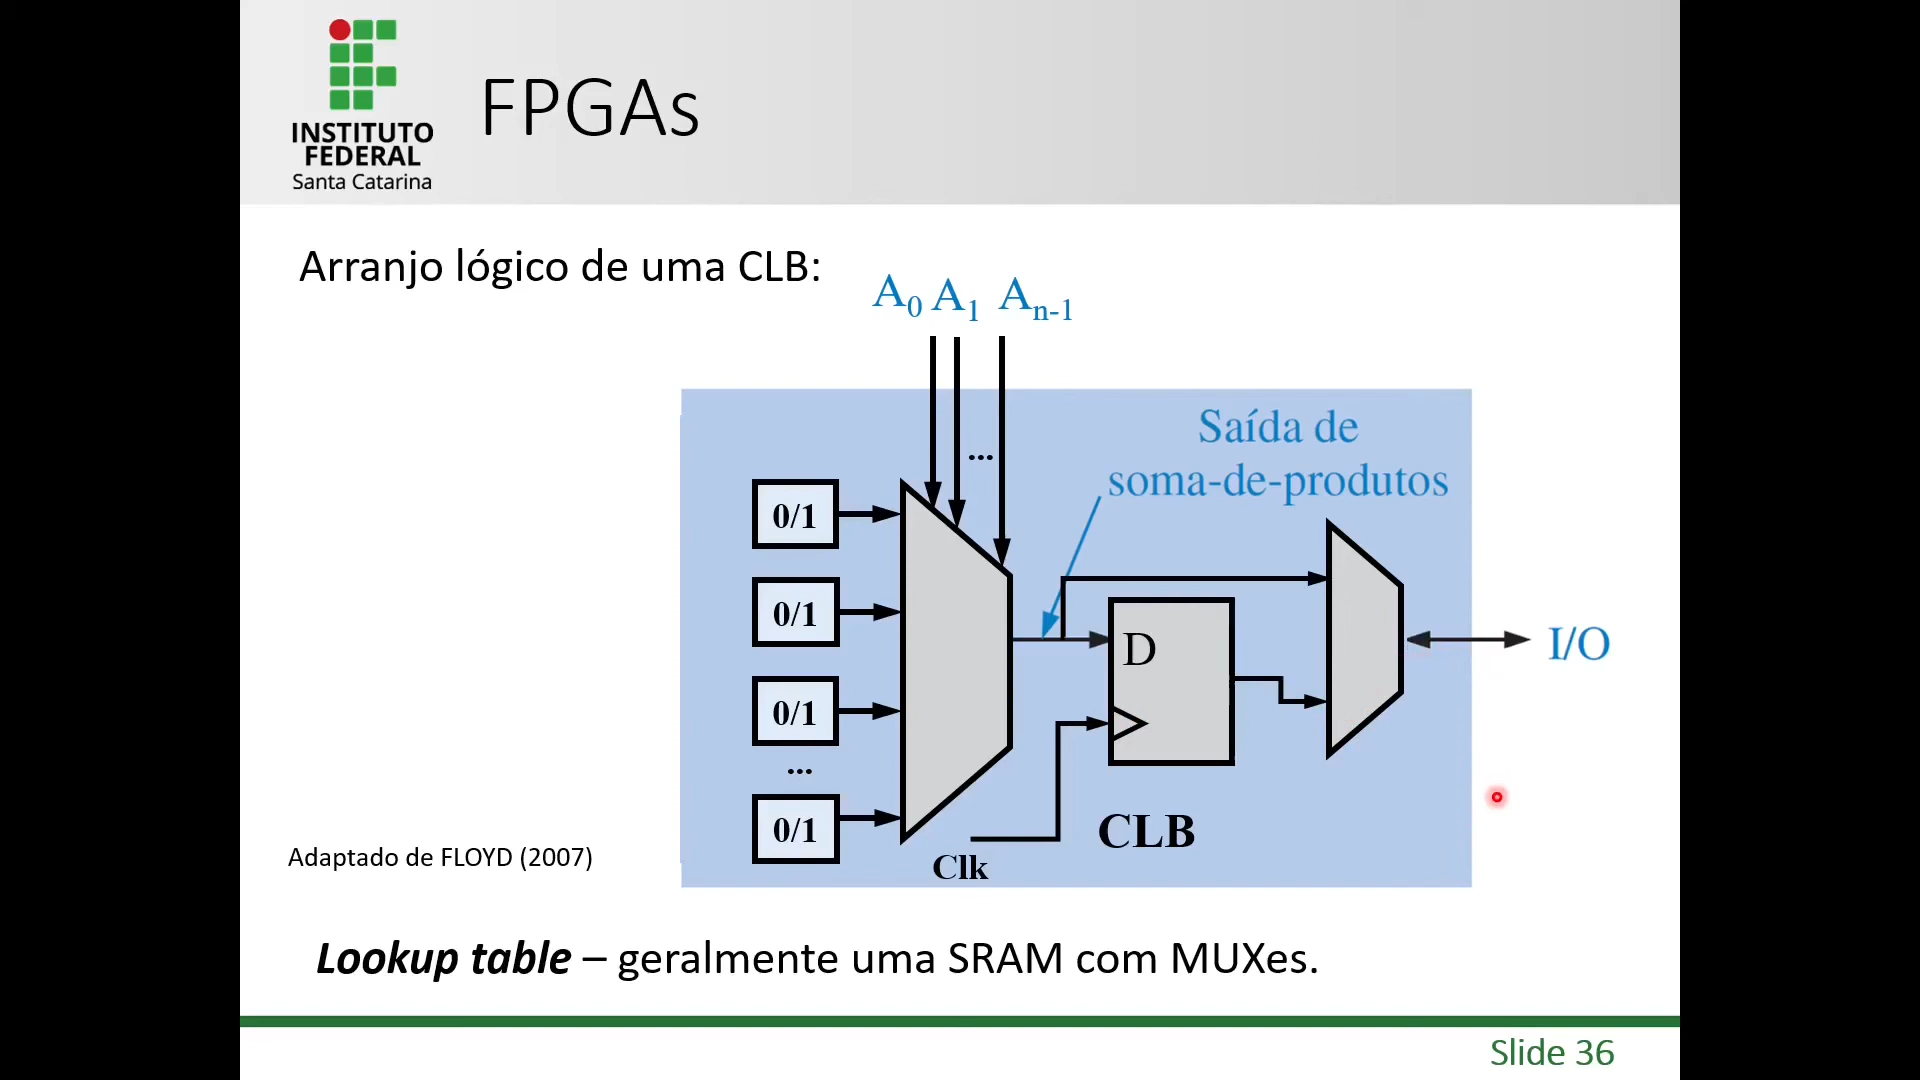 INSTITUTO
FEDERAL
Santa Catarina
FPGAs
Arranjo lógico de uma CLB:
A0 A1 An-1
...
Saída de
soma-de-produtos
0/1
0/1
0/1
...
0/1
D
I/O
CLB
Clk
Adaptado de FLOYD (2007)
Lookup table – geralmente uma SRAM com MUXes.
Slide 36